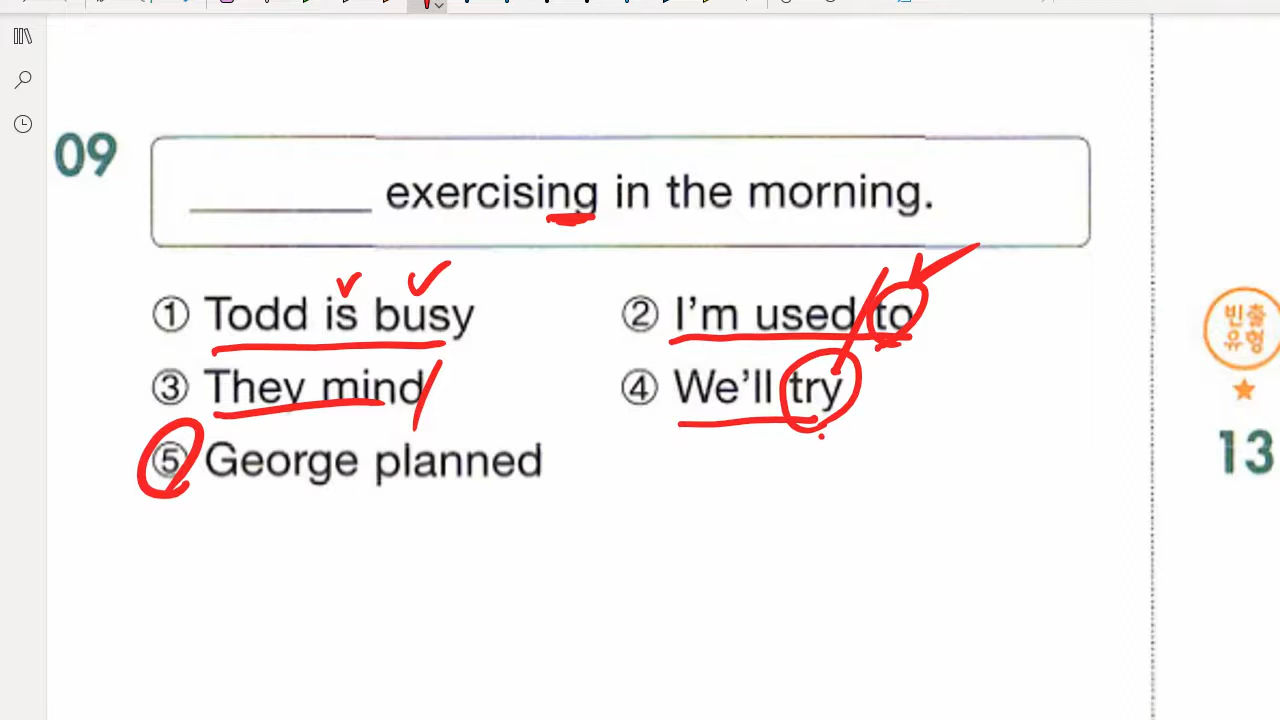 09
________ exercising in the morning.
① Todd is busy
② I'm used to
③ They mind
④ We'll try
⑤ George planned
빈출
유형
13